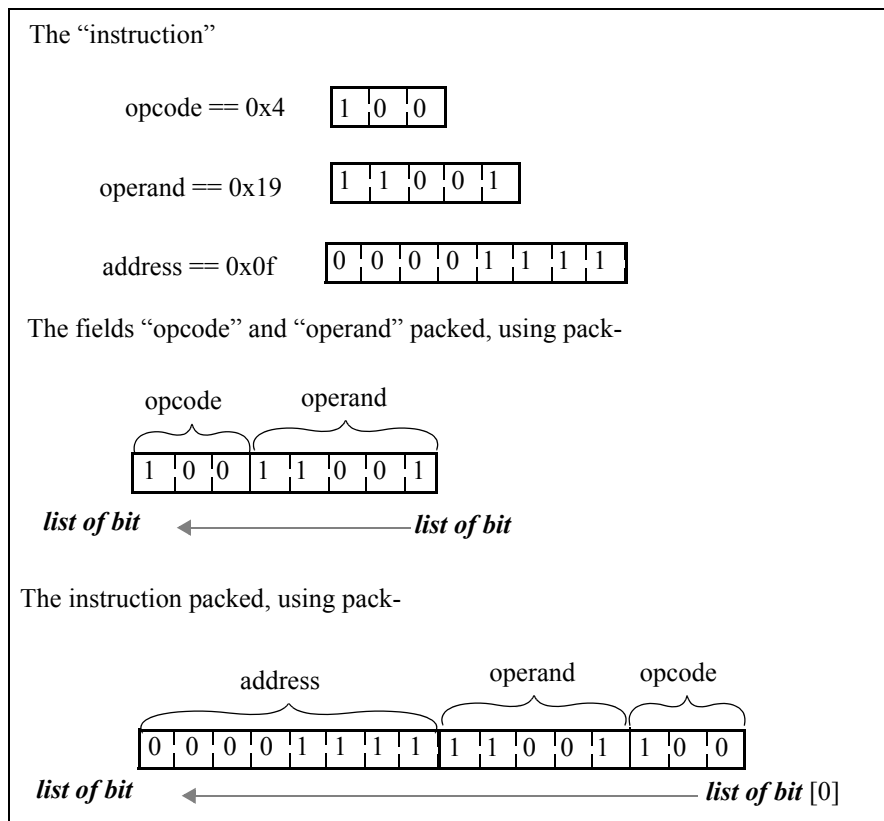 The “instruction”
opcode == 0x4 1 0 0
operand == 0x19 1 1 0 0 1
address == 0x0f 0 0 0 0 1 1 1 1
The fields “opcode” and “operand” packed, using pack-
opcode operand
1 0 0 1 1 0 0 1
list of bit list of bit
The instruction packed, using pack-
address operand opcode
0 0 0 0 1 1 1 1 1 1 0 0 1 1 0 0
list of bit list of bit [0]